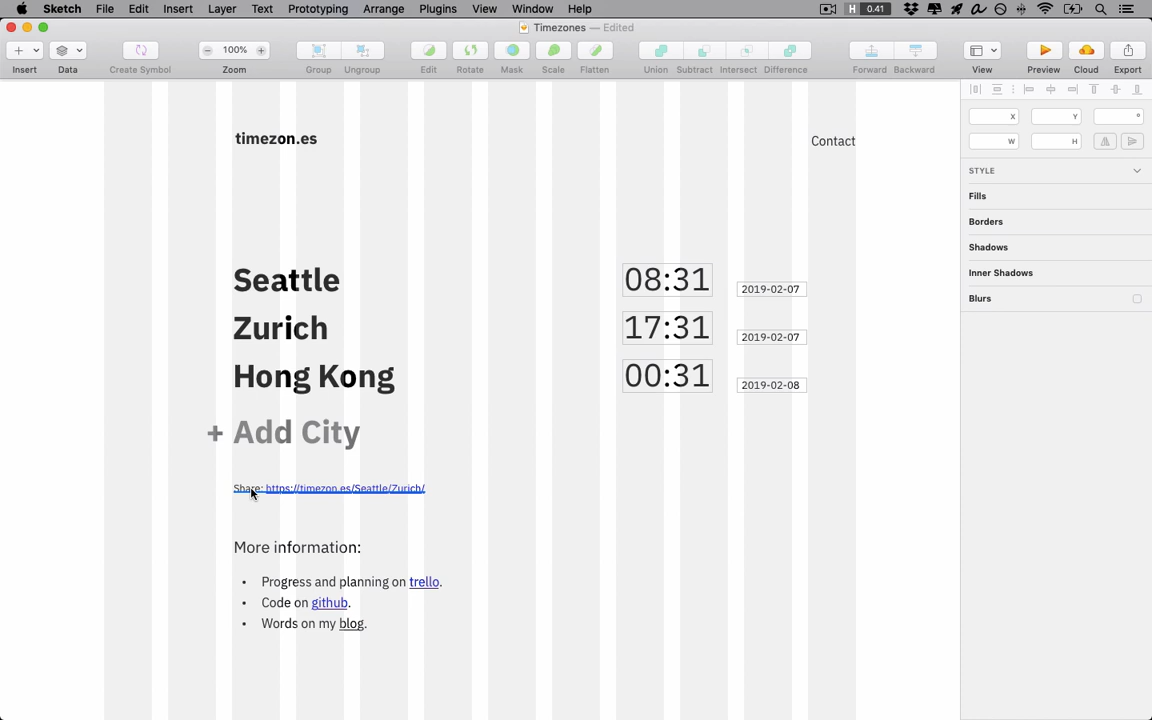 Sketch File Edit Insert Layer Text Prototyping Arrange Plugins View Window Help H 0.41
Timezones — Edited
100%
Insert Data Create Symbol Zoom Group Ungroup Edit Rotate Mask Scale Flatten Union Subtract Intersect Difference Forward Backward View Preview Cloud Export
X Y °
W H
STYLE
Fills
Borders
Shadows
Inner Shadows
Blurs
timezon.es Contact
Seattle 08:31 2019-02-07
Zurich 17:31 2019-02-07
Hong Kong 00:31 2019-02-08
+ Add City
Share: https://timezon.es/Seattle/Zurich/
More information:
• Progress and planning on trello.
• Code on github.
• Words on my blog.